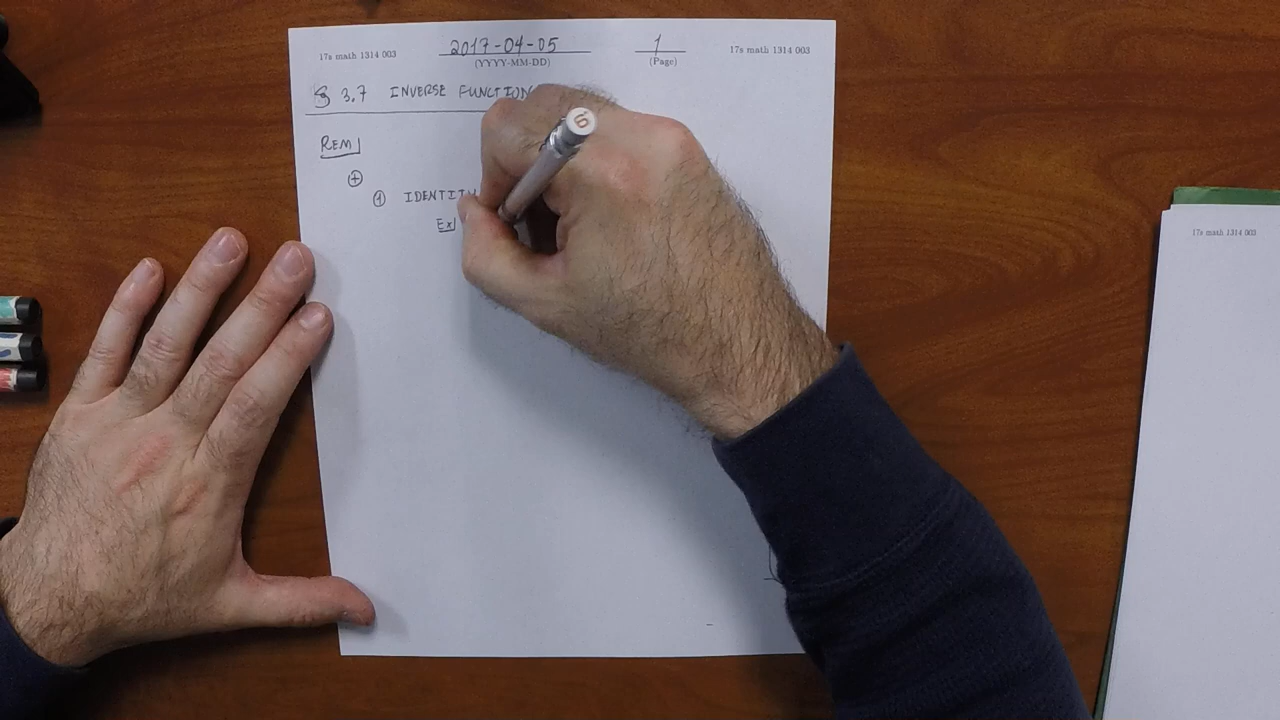 17s math 1314 003 2017-04-05 1 17s math 1314 003
(YYYY-MM-DD) (Page)
§ 3.7 INVERSE FUNCTION
REM
+
1 IDENTITY
Ex
17s math 1314 003